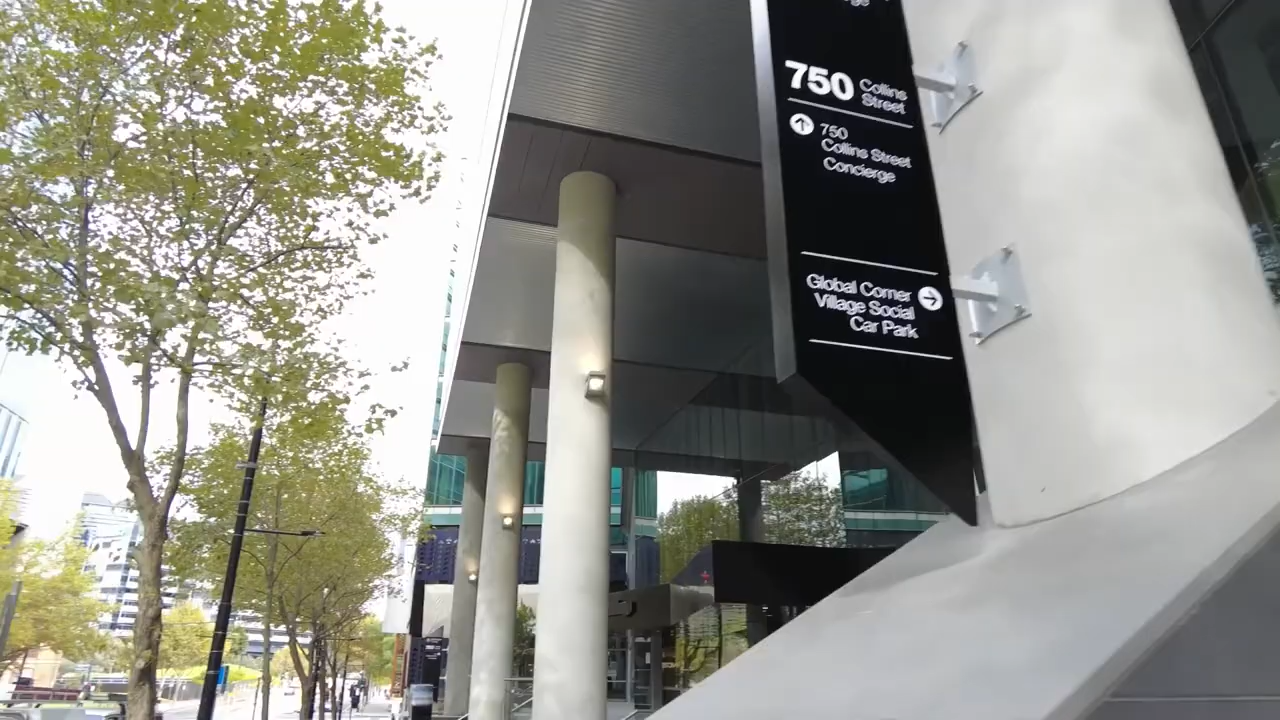 750 Collins
Street
750
Collins Street
Concierge
Global Corner
Village Social
Car Park